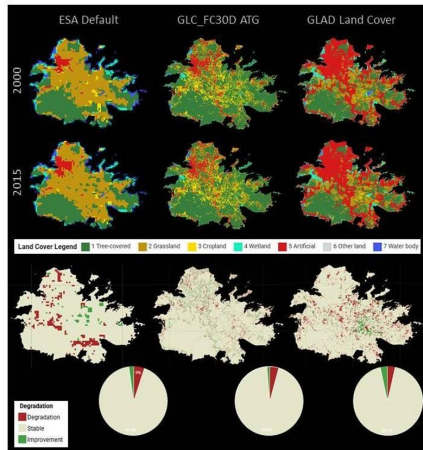 ESA Default GLC_FC30D ATG GLAD Land Cover
2000
2015
Land Cover Legend 1 Tree-covered 2 Grassland 3 Cropland 4 Wetland 5 Artificial 6 Other land 7 Water body
Degradation
Degradation
Stable
Improvement